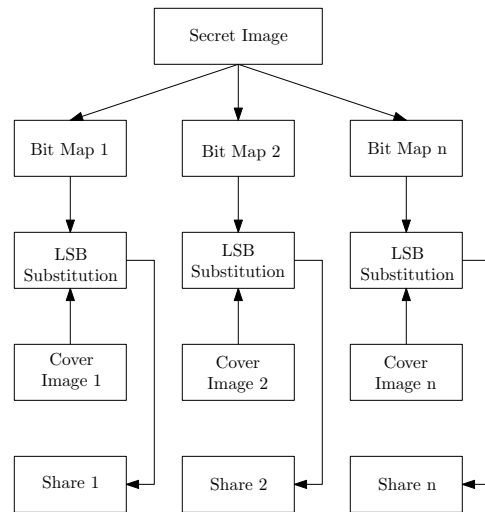 Secret Image
Bit Map 1
Bit Map 2
Bit Map n
LSB
Substitution
LSB
Substitution
LSB
Substitution
Cover
Image 1
Cover
Image 2
Cover
Image n
Share 1
Share 2
Share n